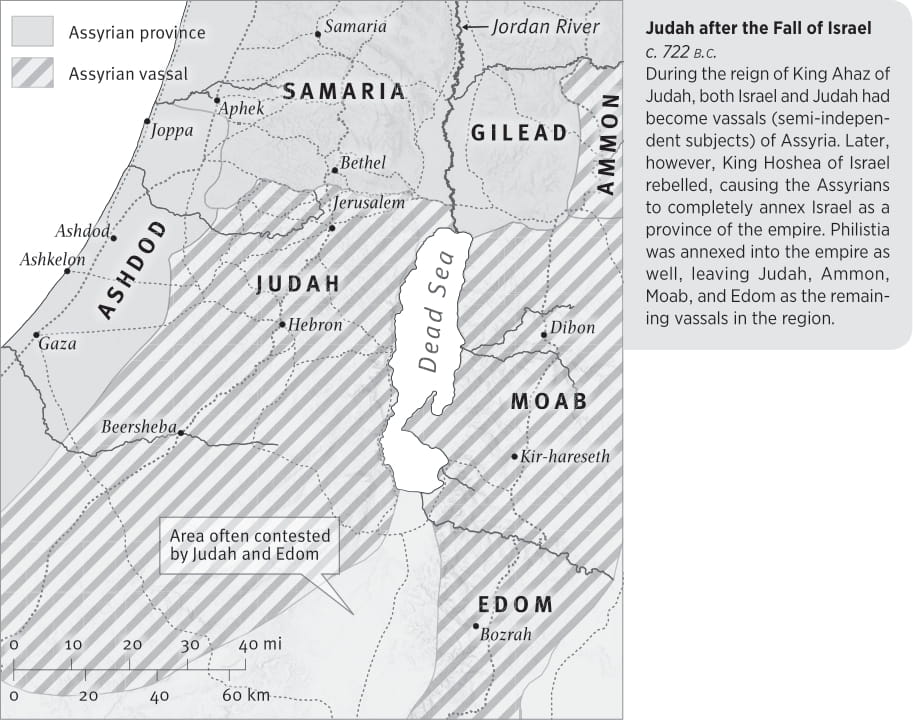 Assyrian province
Assyrian vassal
Samaria
Jordan River
SAMARIA
Aphek
Joppa
GILEAD
AMMON
Bethel
Jerusalem
Ashdod
Ashkelon
ASHDOD
JUDAH
Dead Sea
Hebron
Gaza
Dibon
MOAB
Beersheba
Kir-hareseth
Area often contested
by Judah and Edom
EDOM
Bozrah
0 10 20 30 40 mi
0 20 40 60 km
Judah after the Fall of Israel
c. 722 B.C.
During the reign of King Ahaz of
Judah, both Israel and Judah had
become vassals (semi-indepen-
dent subjects) of Assyria. Later,
however, King Hoshea of Israel
rebelled, causing the Assyrians
to completely annex Israel as a
province of the empire. Philistia
was annexed into the empire as
well, leaving Judah, Ammon,
Moab, and Edom as the remain-
ing vassals in the region.